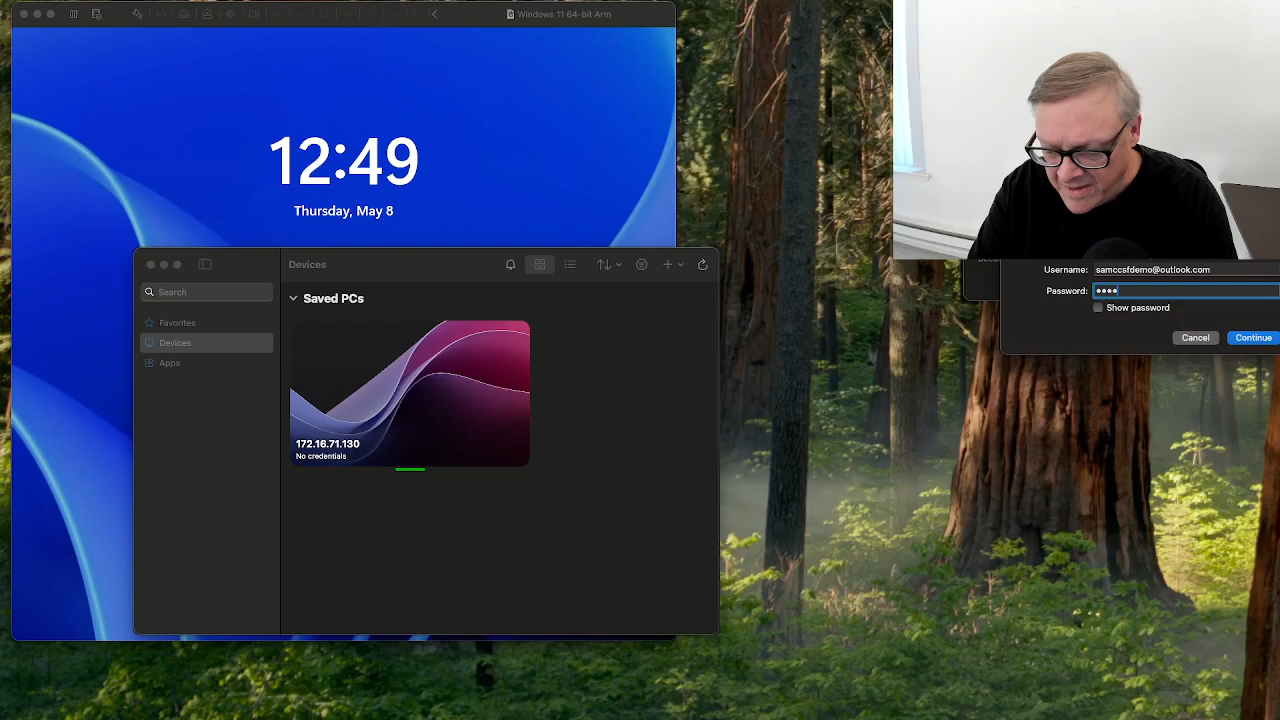 Windows 11 64-bit Arm
12:49
Thursday, May 8
Devices
Search
Saved PCs
Favorites
Devices
Apps
172.16.71.130
No credentials
Username: samccsfdemo@outlook.com
Password: ••••
Show password
Cancel
Continue